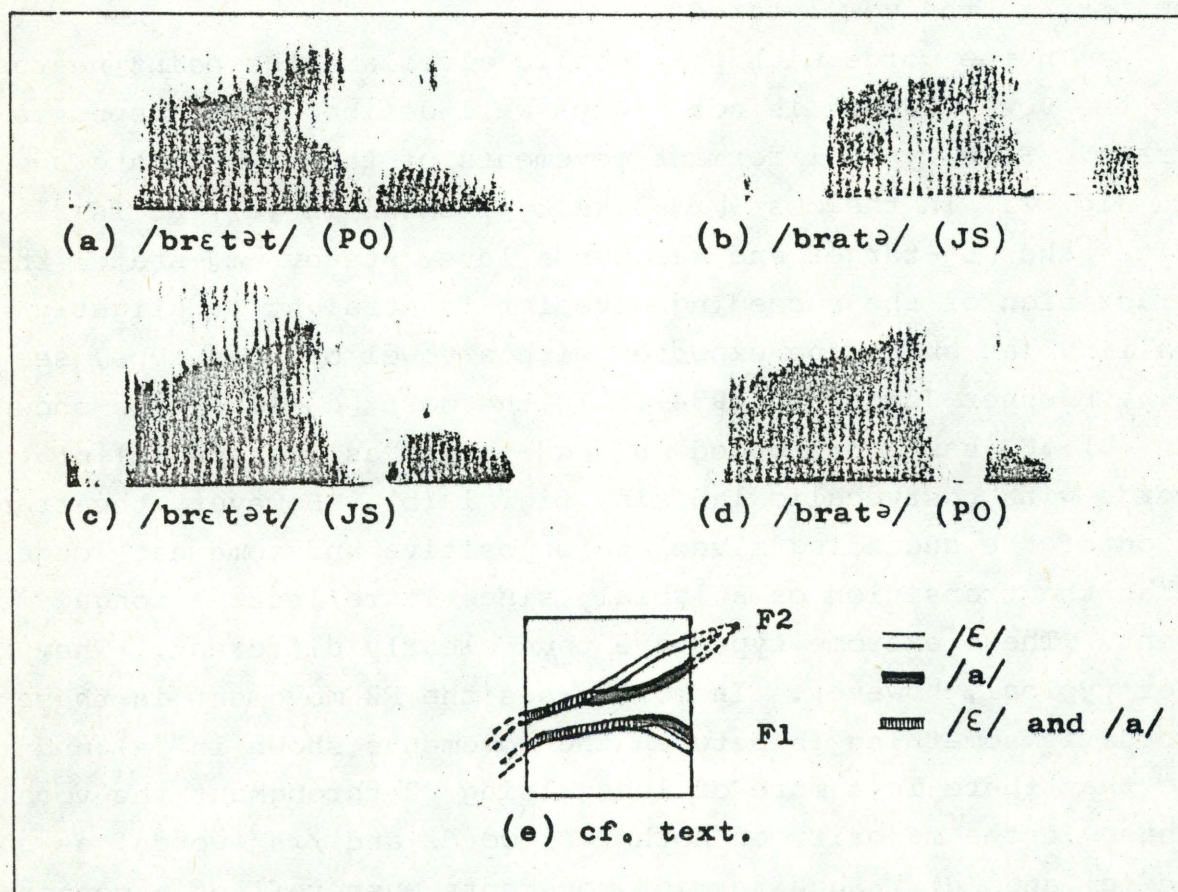 (a) /brɛtət/ (PO)
(b) /bratə/ (JS)
(c) /brɛtət/ (JS)
(d) /bratə/ (PO)
F2
F1
/ɛ/
/a/
/ɛ/ and /a/
(e) cf. text.